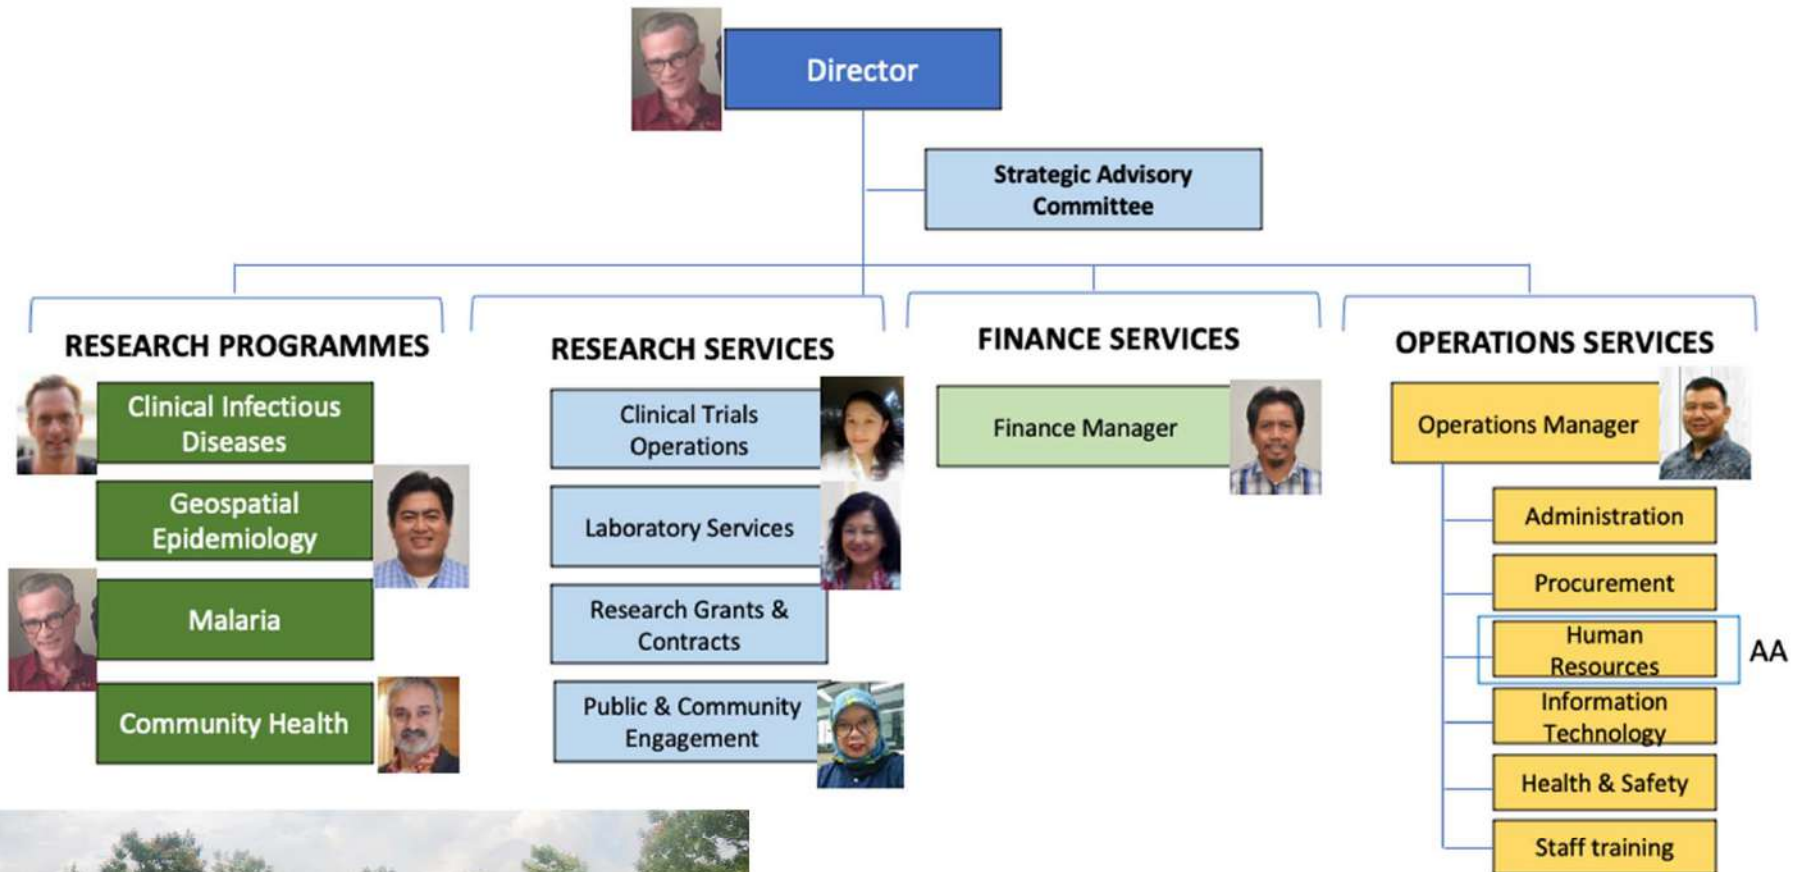 Director
Strategic Advisory
Committee
RESEARCH PROGRAMMES
Clinical Infectious
Diseases
Geospatial
Epidemiology
Malaria
Community Health
RESEARCH SERVICES
Clinical Trials
Operations
Laboratory Services
Research Grants &
Contracts
Public & Community
Engagement
FINANCE SERVICES
Finance Manager
OPERATIONS SERVICES
Operations Manager
Administration
Procurement
Human
Resources
AA
Information
Technology
Health & Safety
Staff training